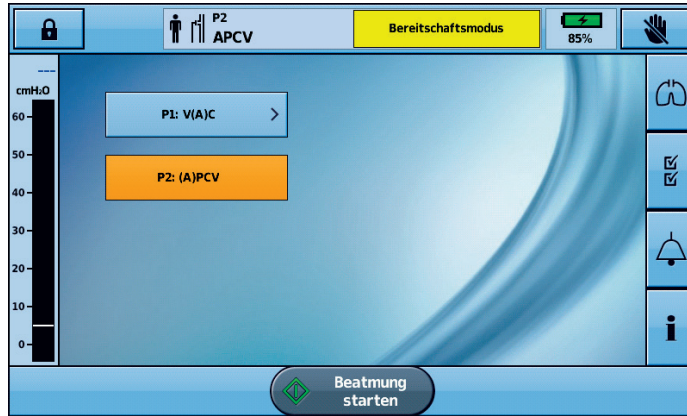 P2
APCV
Bereitschaftsmodus
85%
---
cmH₂O
60
50
40
30
20
10
0
P1: V(A)C
P2: (A)PCV
Beatmung
starten